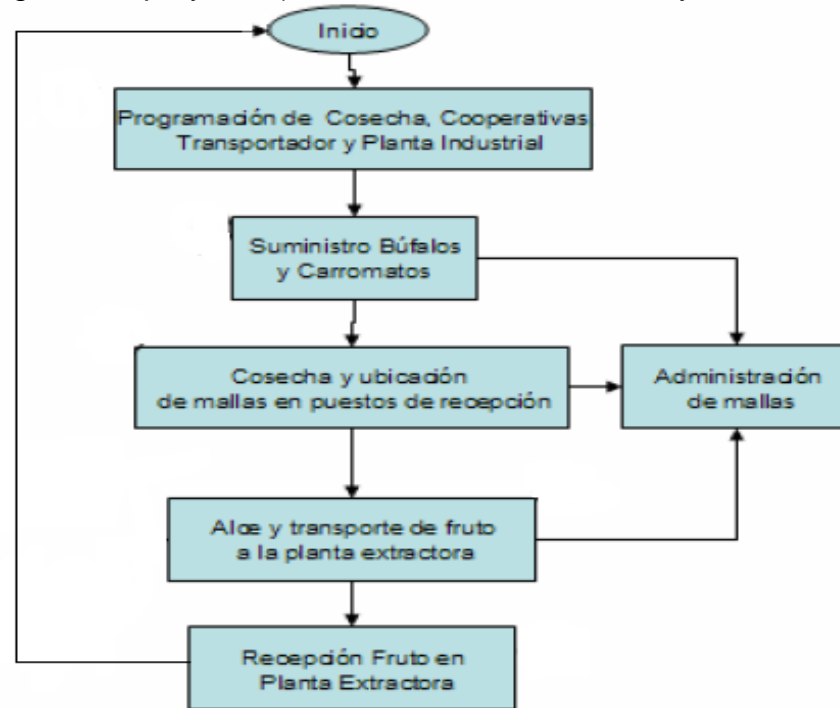 Inicio
Programación de Cosecha, Cooperativas
Transportador y Planta Industrial
Suministro Búfalos
y Carromatos
Cosecha y ubicación
de mallas en puestos de recepción
Administración
de mallas
Alce y transporte de fruto
a la planta extractora
Recepción Fruto en
Planta Extractora